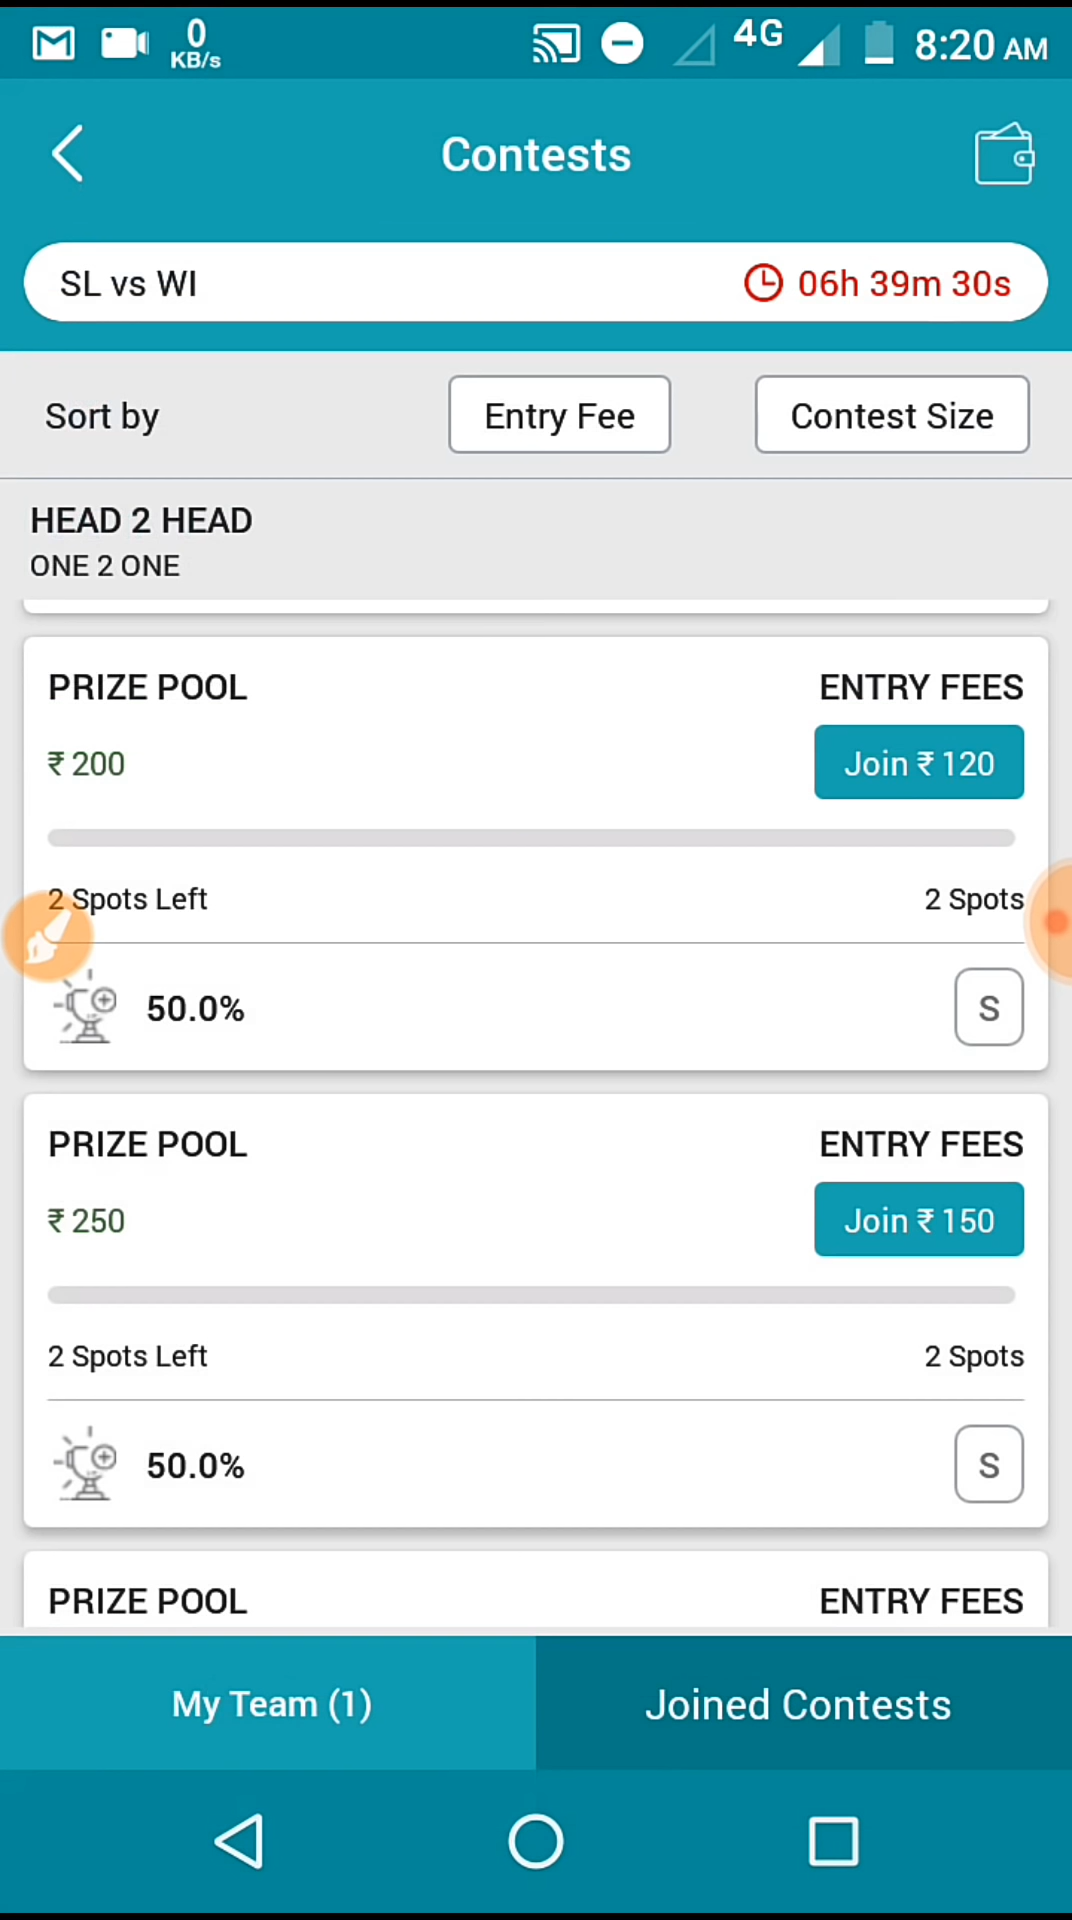 0
KB/s
4G
8:20 AM
Contests
SL vs WI
06h 39m 30s
Sort by
Entry Fee
Contest Size
HEAD 2 HEAD
ONE 2 ONE
PRIZE POOL
ENTRY FEES
₹ 200
Join ₹ 120
2 Spots Left
2 Spots
50.0%
S
PRIZE POOL
ENTRY FEES
₹ 250
Join ₹ 150
2 Spots Left
2 Spots
50.0%
S
PRIZE POOL
ENTRY FEES
My Team (1)
Joined Contests